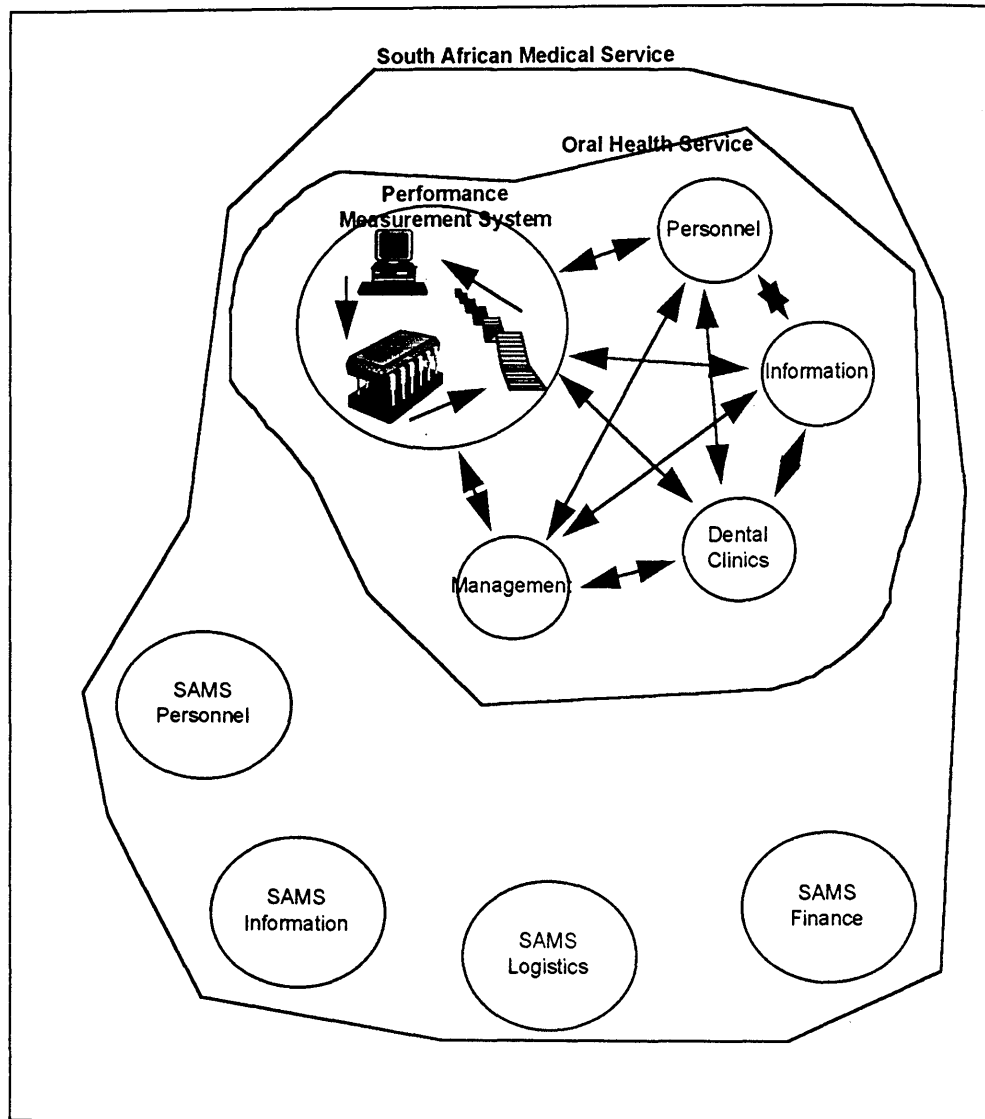 South African Medical Service
Oral Health Service
Performance
Measurement System
Personnel
Information
Dental
Clinics
Management
SAMS
Personnel
SAMS
Information
SAMS
Logistics
SAMS
Finance